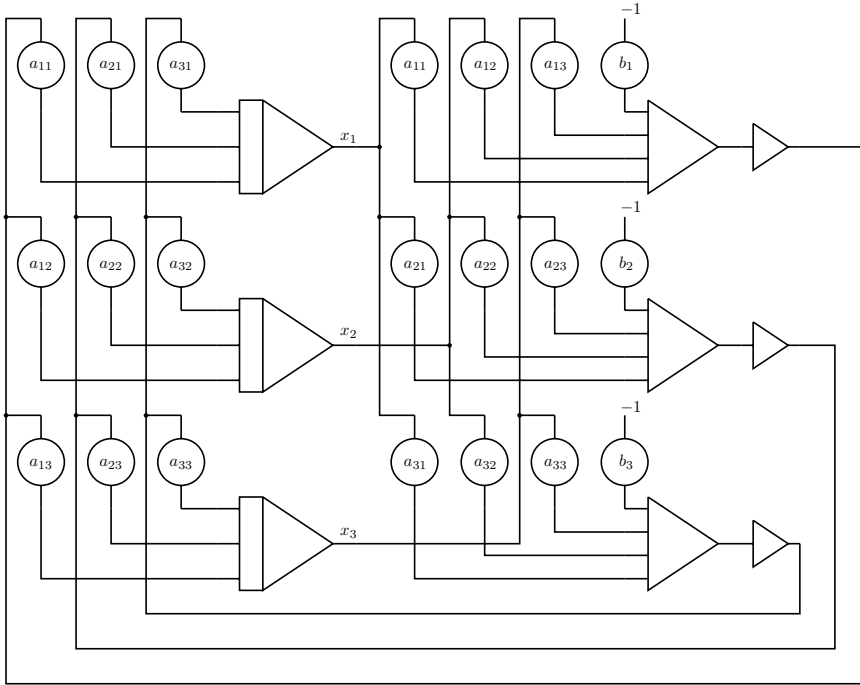 −1
a₁₁ a₂₁ a₃₁ a₁₁ a₁₂ a₁₃ b₁
x₁
−1
a₁₂ a₂₂ a₃₂ a₂₁ a₂₂ a₂₃ b₂
x₂
−1
a₁₃ a₂₃ a₃₃ a₃₁ a₃₂ a₃₃ b₃
x₃